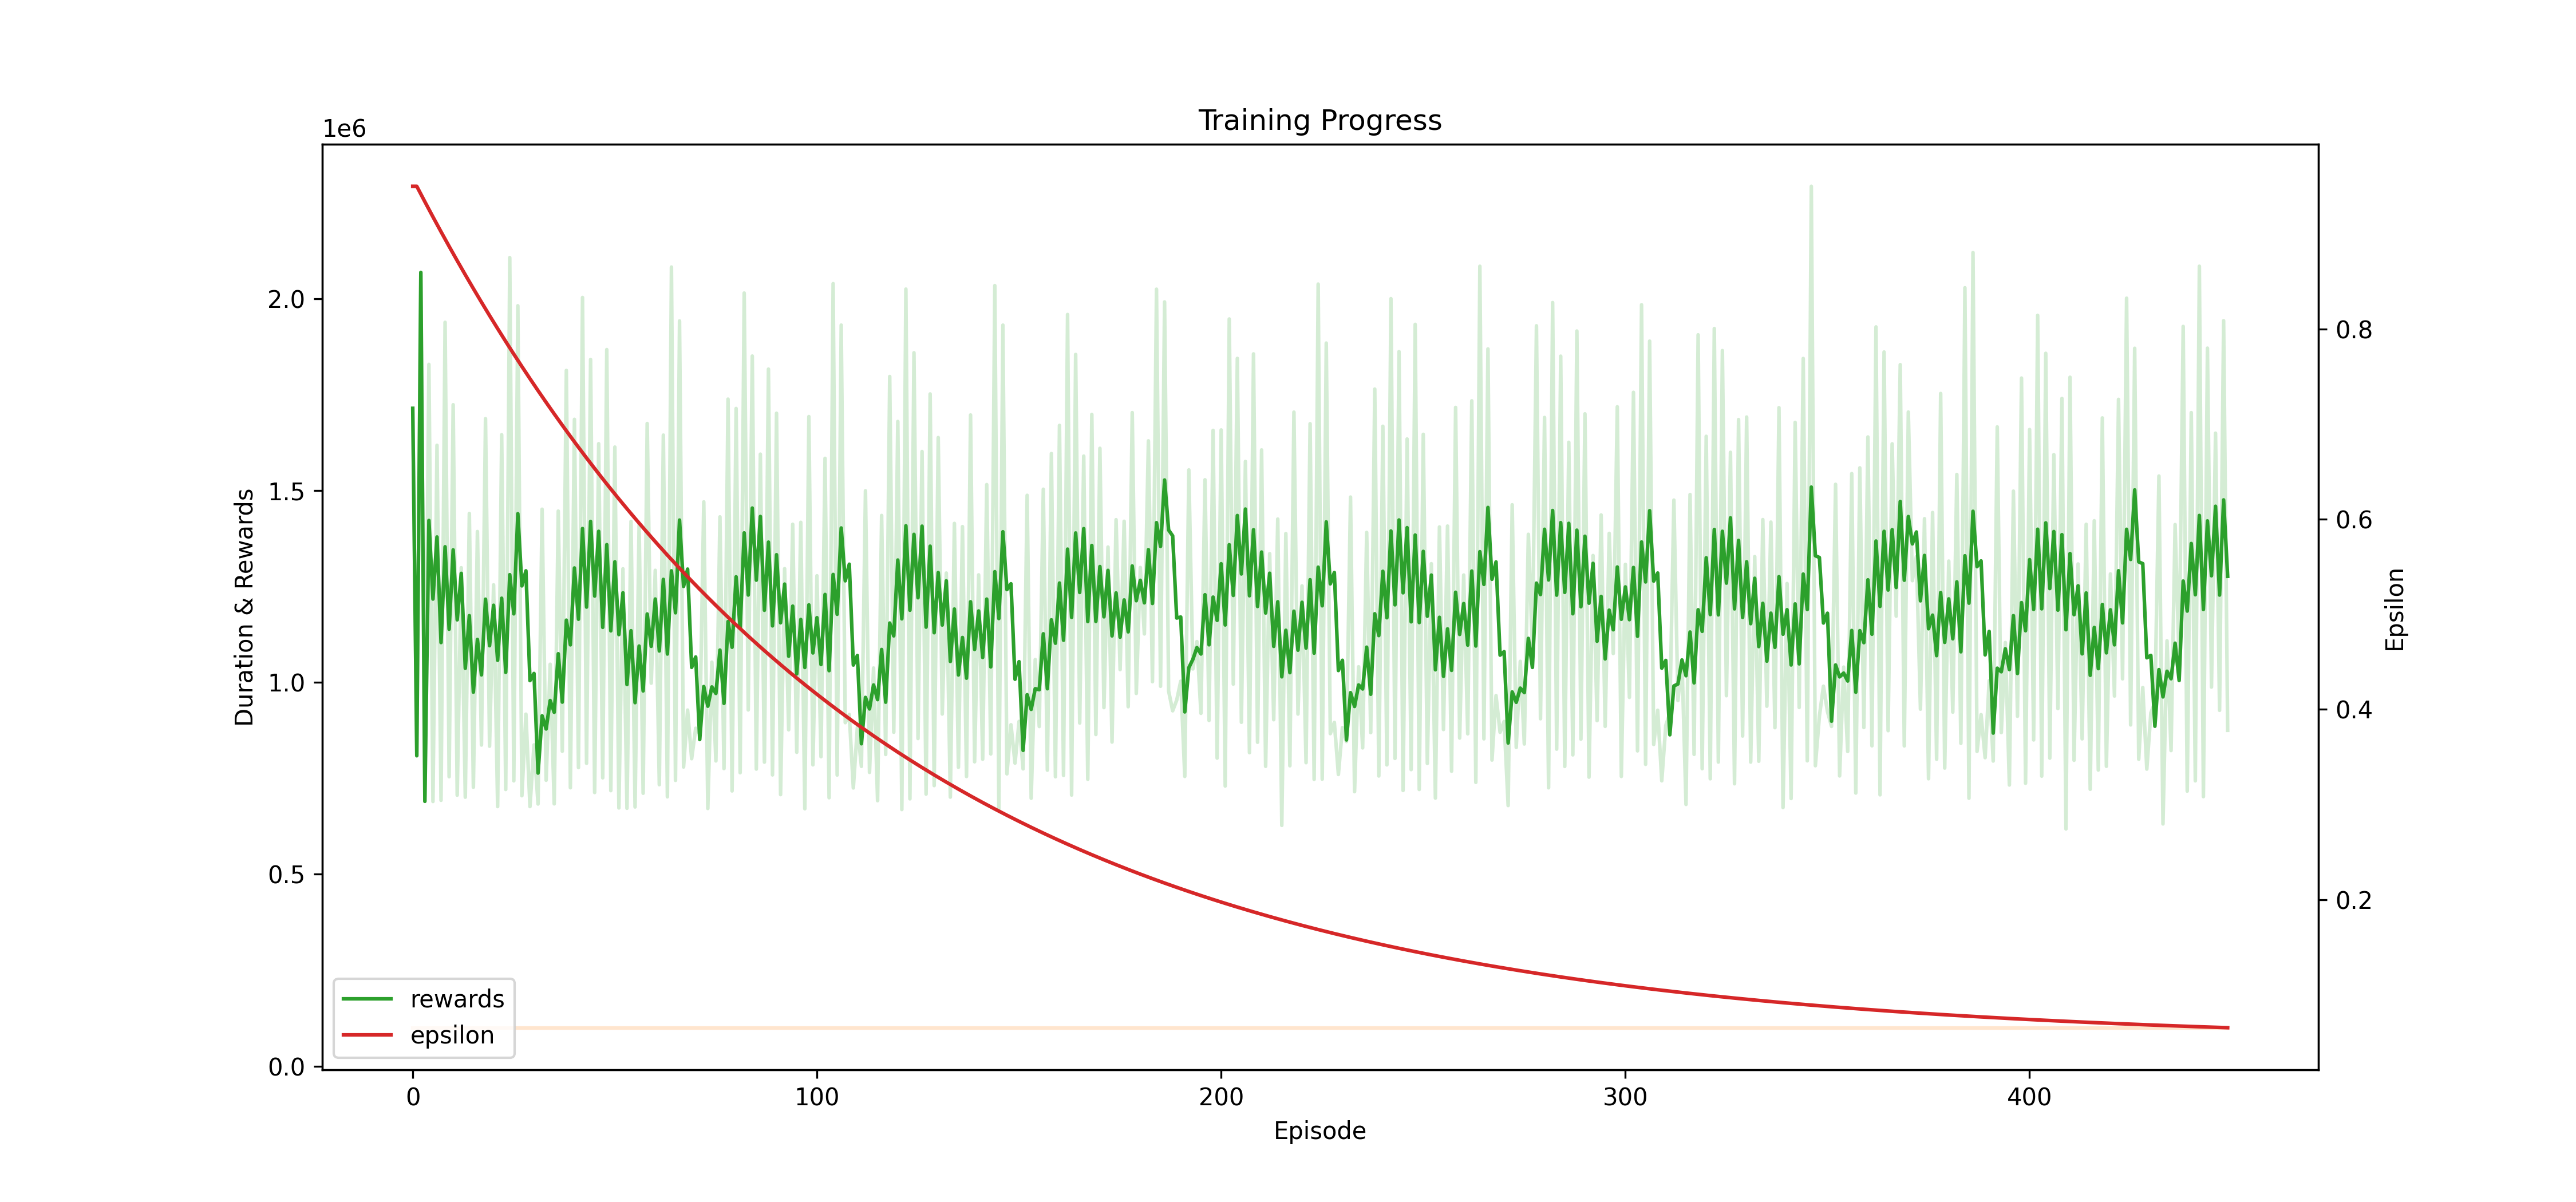 Training Progress
1e6
2.0
1.5
1.0
0.5
0.0
Duration & Rewards
0.8
0.6
0.4
0.2
Epsilon
rewards
epsilon
0
100
200
300
400
Episode